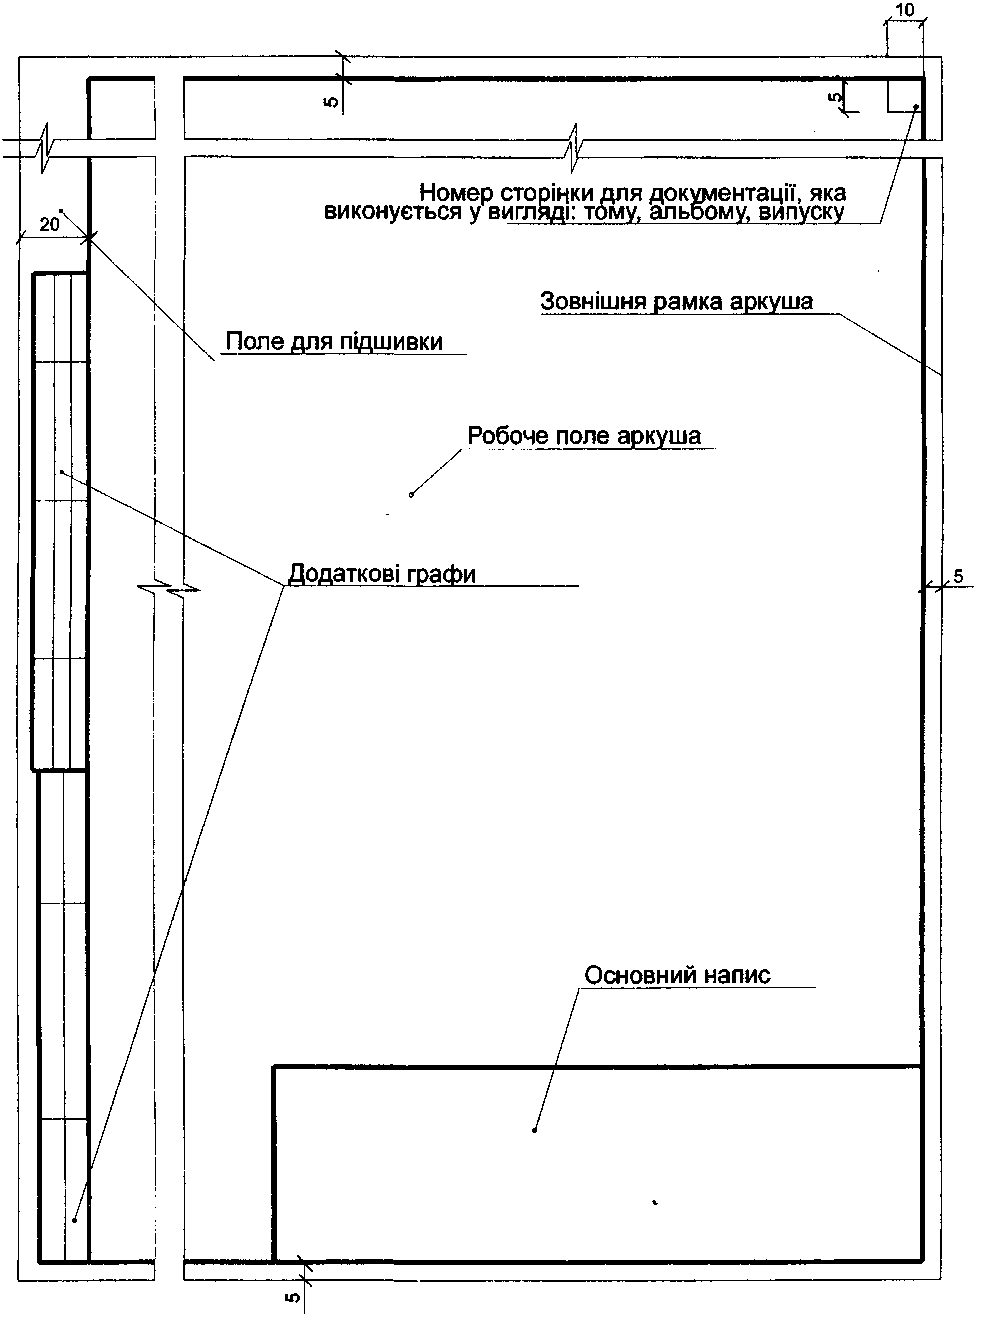 10
5
5
Номер сторінки для документації, яка
виконується у вигляді: тому, альбому, випуску
20
Зовнішня рамка аркуша
Поле для підшивки
Робоче поле аркуша
Додаткові графи
5
Основний напис
5